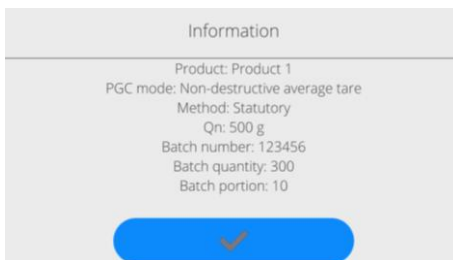 Information
Product: Product 1
PGC mode: Non-destructive average tare
Method: Statutory
Qn: 500 g
Batch number: 123456
Batch quantity: 300
Batch portion: 10